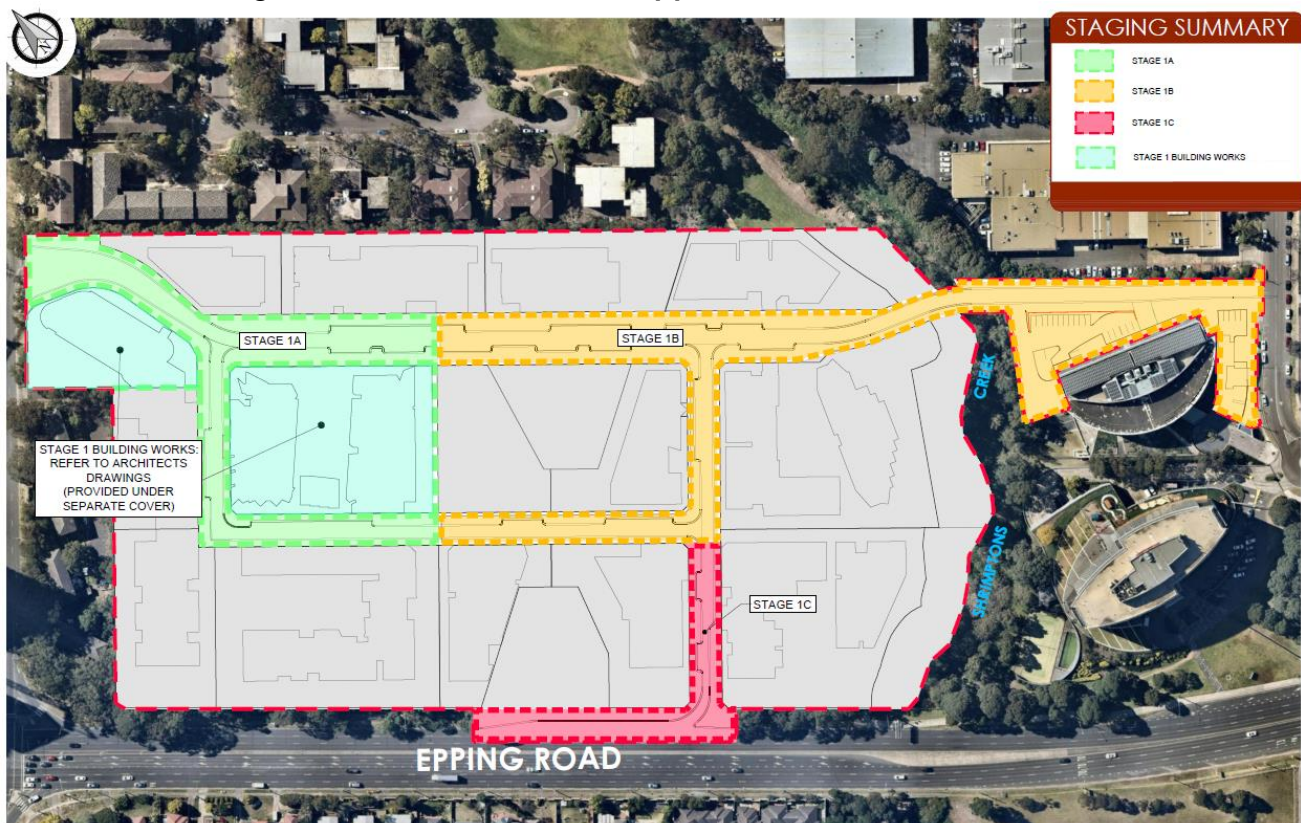 STAGING SUMMARY
STAGE 1A
STAGE 1B
STAGE 1C
STAGE 1 BUILDING WORKS
STAGE 1A
STAGE 1B
CREEK
STAGE 1 BUILDING WORKS:
REFER TO ARCHITECTS
DRAWINGS
(PROVIDED UNDER
SEPARATE COVER)
SHRIMPTONS
STAGE 1C
EPPING ROAD